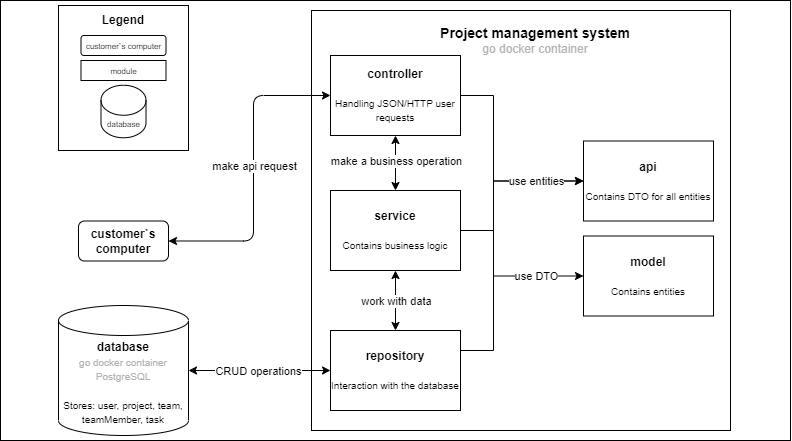 Legend
customer`s computer
module
database
Project management system
go docker container
controller
Handling JSON/HTTP user
requests
make api request
make a business operation
use entities
api
Contains DTO for all entities
service
Contains business logic
customer`s
computer
model
Contains entities
use DTO
work with data
database
go docker container
PostgreSQL
Stores: user, project, team,
teamMember, task
CRUD operations
repository
Interaction with the database